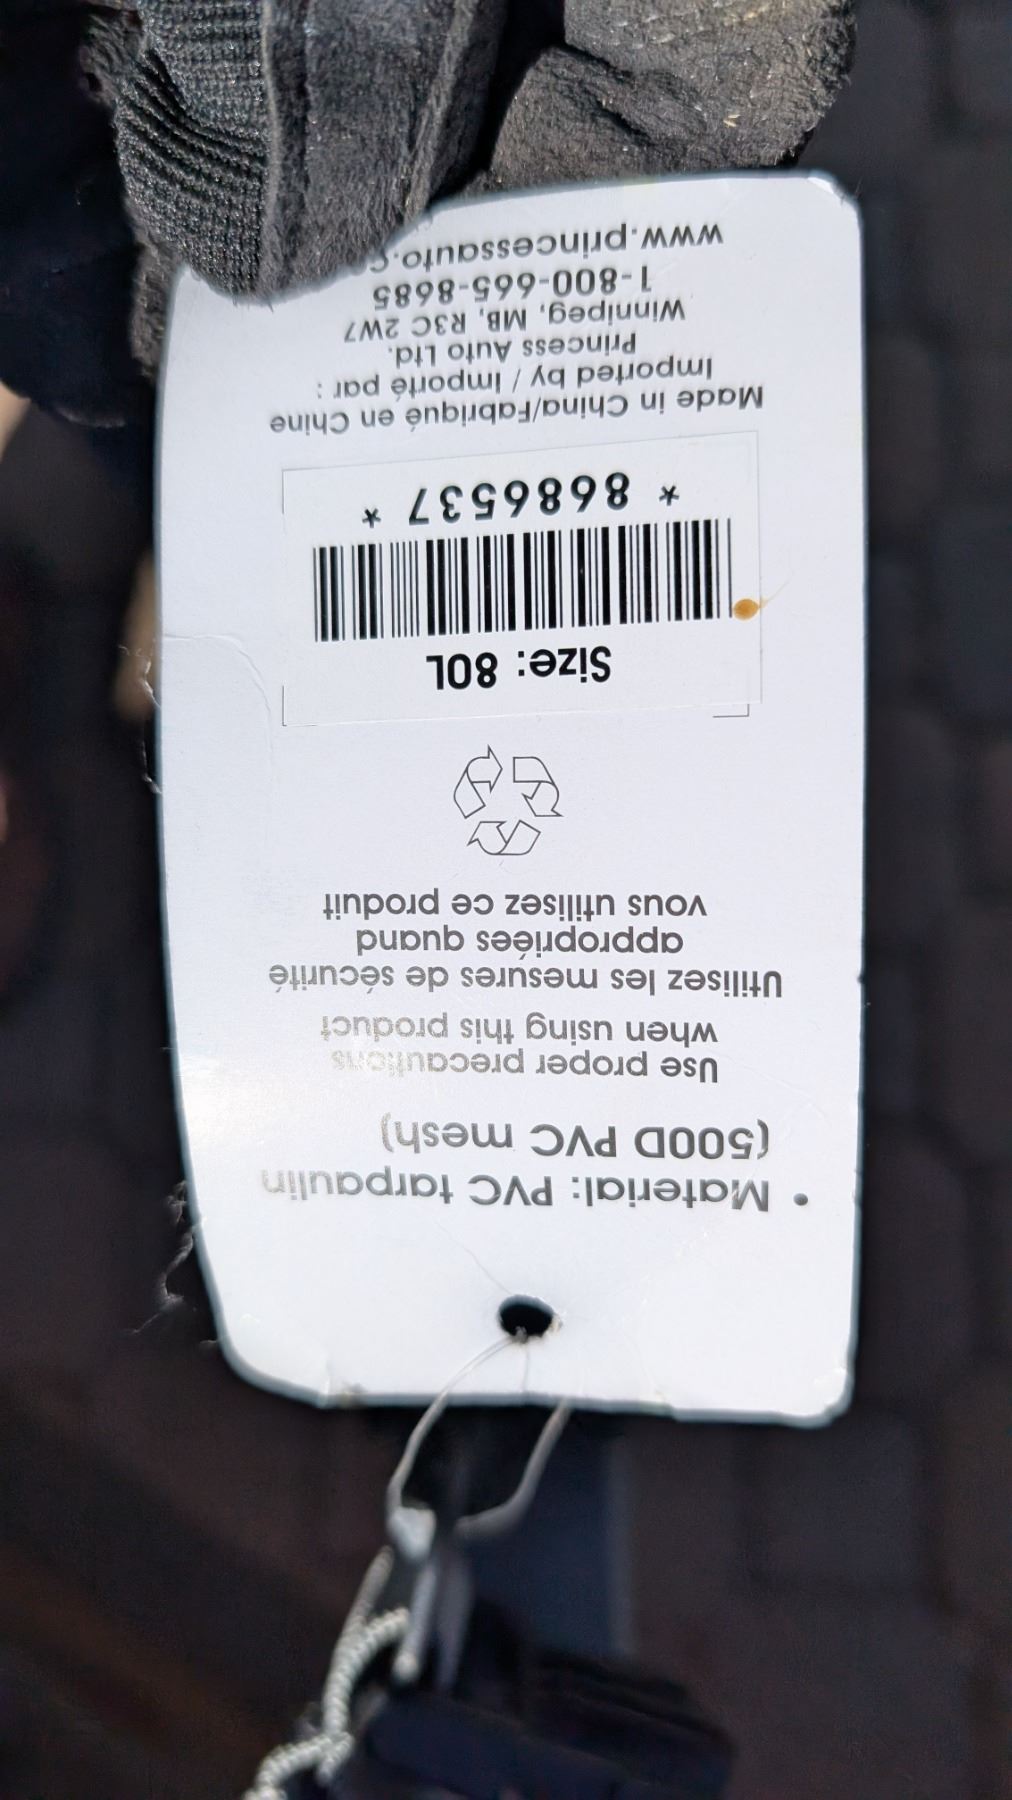 • Material: PVC tarpaulin
(500D PVC mesh)
Use proper precautions
when using this product
Utilisez les mesures de sécurité
appropriées quand
vous utilisez ce produit
Size: 80L
* 8686537 *
Made in China/Fabriqué en Chine
Imported by / Importé par :
Princess Auto Ltd.
Winnipeg, MB, R3C 2W7
1-800-665-8685
www.princessauto.c